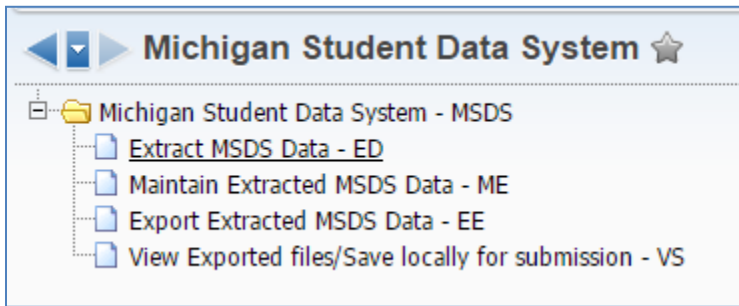 Michigan Student Data System
Michigan Student Data System - MSDS
Extract MSDS Data - ED
Maintain Extracted MSDS Data - ME
Export Extracted MSDS Data - EE
View Exported files/Save locally for submission - VS